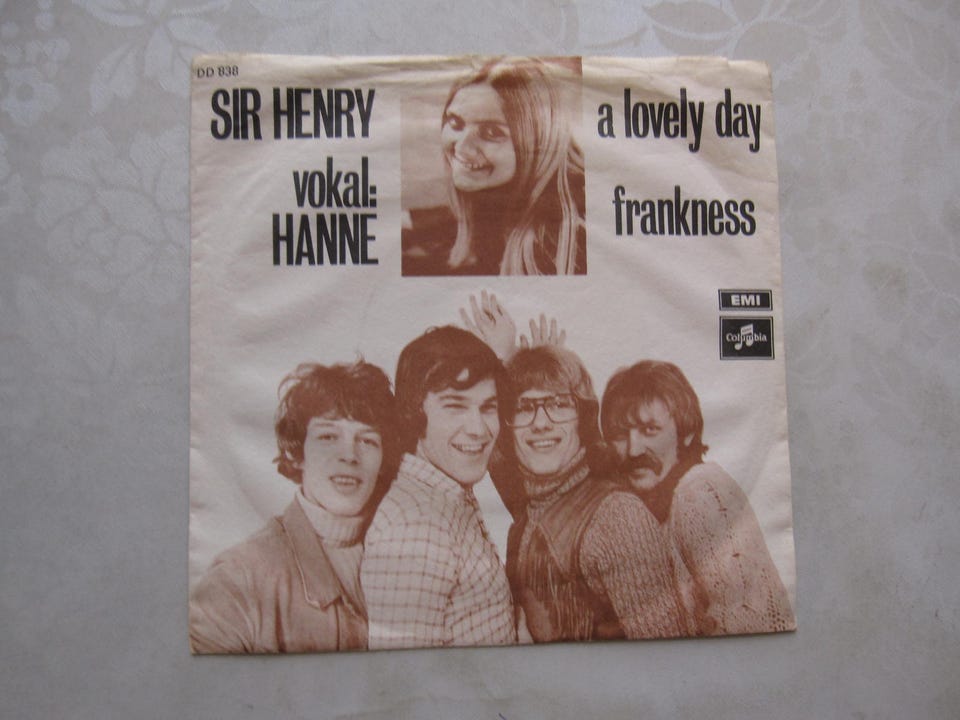 DD 838
SIR HENRY
vokal:
HANNE
a lovely day
frankness
EMI
Columbia